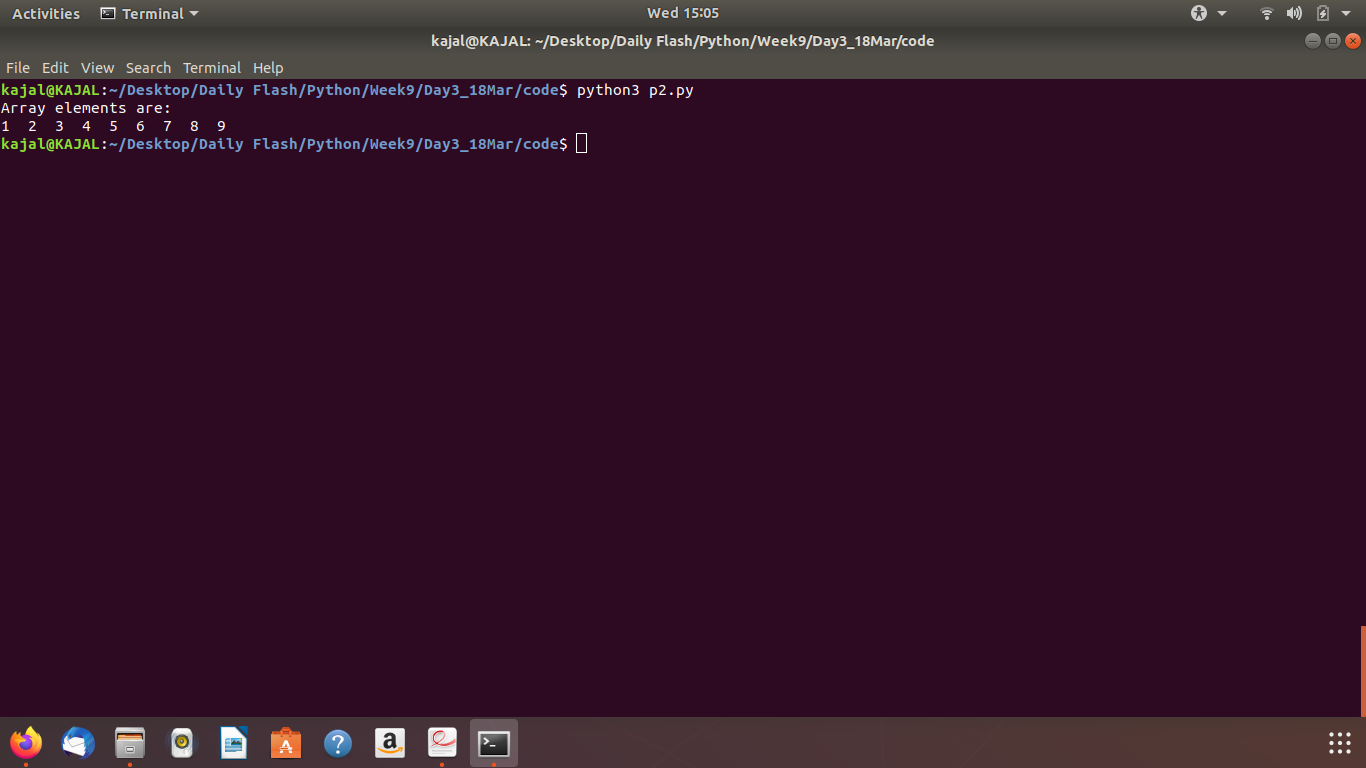 Activities Terminal Wed 15:05
kajal@KAJAL: ~/Desktop/Daily Flash/Python/Week9/Day3_18Mar/code
File Edit View Search Terminal Help
kajal@KAJAL:~/Desktop/Daily Flash/Python/Week9/Day3_18Mar/code$ python3 p2.py
Array elements are:
1  2  3  4  5  6  7  8  9
kajal@KAJAL:~/Desktop/Daily Flash/Python/Week9/Day3_18Mar/code$